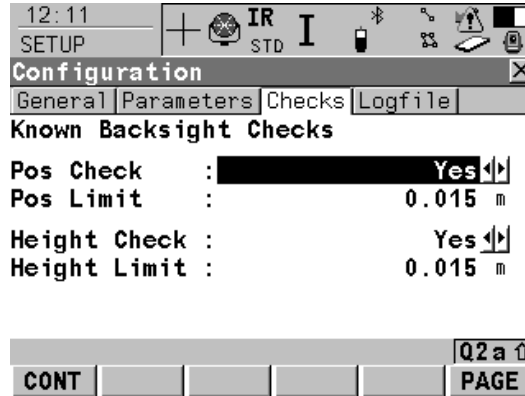 12:11
SETUP
IR
STD
I
Configuration
General Parameters Checks Logfile
Known Backsight Checks
Pos Check : Yes
Pos Limit : 0.015 m
Height Check : Yes
Height Limit : 0.015 m
Q2a
CONT PAGE